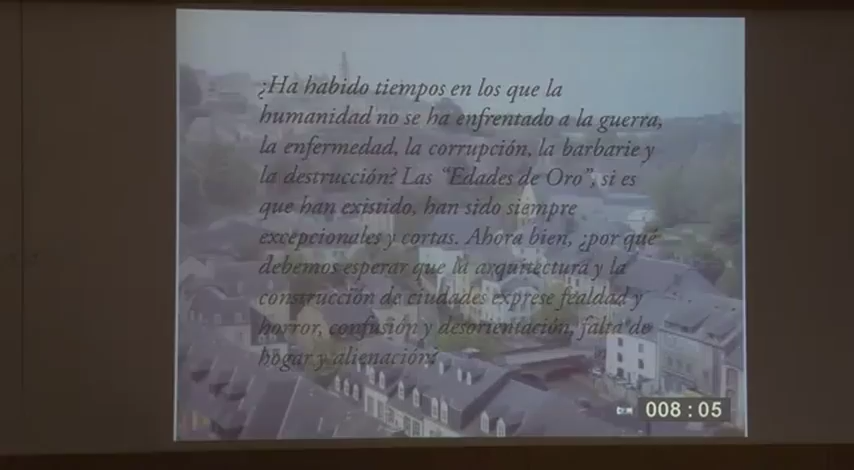 ¿Ha habido tiempos en los que la
humanidad no se ha enfrentado a la guerra,
la enfermedad, la corrupción, la barbarie y
la destrucción? Las “Edades de Oro”, si es
que han existido, han sido siempre
excepcionales y cortas. Ahora bien, ¿por qué
debemos esperar que la arquitectura y la
construcción de ciudades exprese fealdad y
horror, confusión y desorientación, falta de
hogar y alienación?
008 : 05